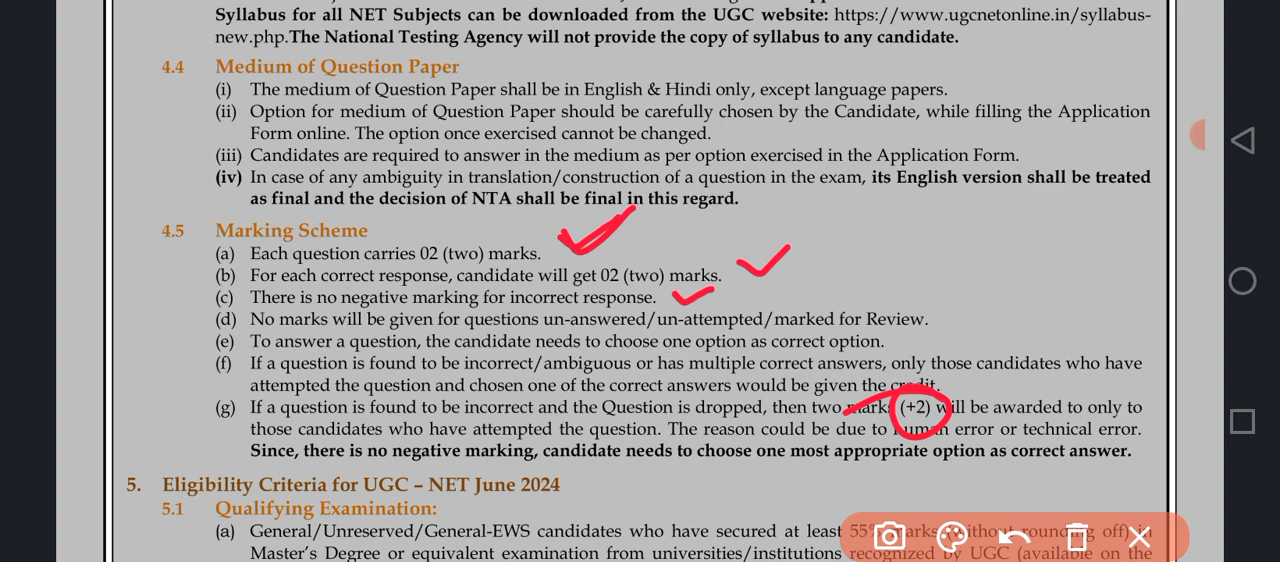 Syllabus for all NET Subjects can be downloaded from the UGC website: https://www.ugcnetonline.in/syllabus-
new.php.The National Testing Agency will not provide the copy of syllabus to any candidate.
4.4 Medium of Question Paper
(i) The medium of Question Paper shall be in English & Hindi only, except language papers.
(ii) Option for medium of Question Paper should be carefully chosen by the Candidate, while filling the Application
Form online. The option once exercised cannot be changed.
(iii) Candidates are required to answer in the medium as per option exercised in the Application Form.
(iv) In case of any ambiguity in translation/construction of a question in the exam, its English version shall be treated
as final and the decision of NTA shall be final in this regard.
4.5 Marking Scheme
(a) Each question carries 02 (two) marks.
(b) For each correct response, candidate will get 02 (two) marks.
(c) There is no negative marking for incorrect response.
(d) No marks will be given for questions un-answered/un-attempted/marked for Review.
(e) To answer a question, the candidate needs to choose one option as correct option.
(f) If a question is found to be incorrect/ambiguous or has multiple correct answers, only those candidates who have
attempted the question and chosen one of the correct answers would be given the credit.
(g) If a question is found to be incorrect and the Question is dropped, then two marks (+2) will be awarded to only to
those candidates who have attempted the question. The reason could be due to human error or technical error.
Since, there is no negative marking, candidate needs to choose one most appropriate option as correct answer.
5. Eligibility Criteria for UGC – NET June 2024
5.1 Qualifying Examination:
(a) General/Unreserved/General-EWS candidates who have secured at least 55% marks (without rounding off) in
Master's Degree or equivalent examination from universities/institutions recognized by UGC (available on the